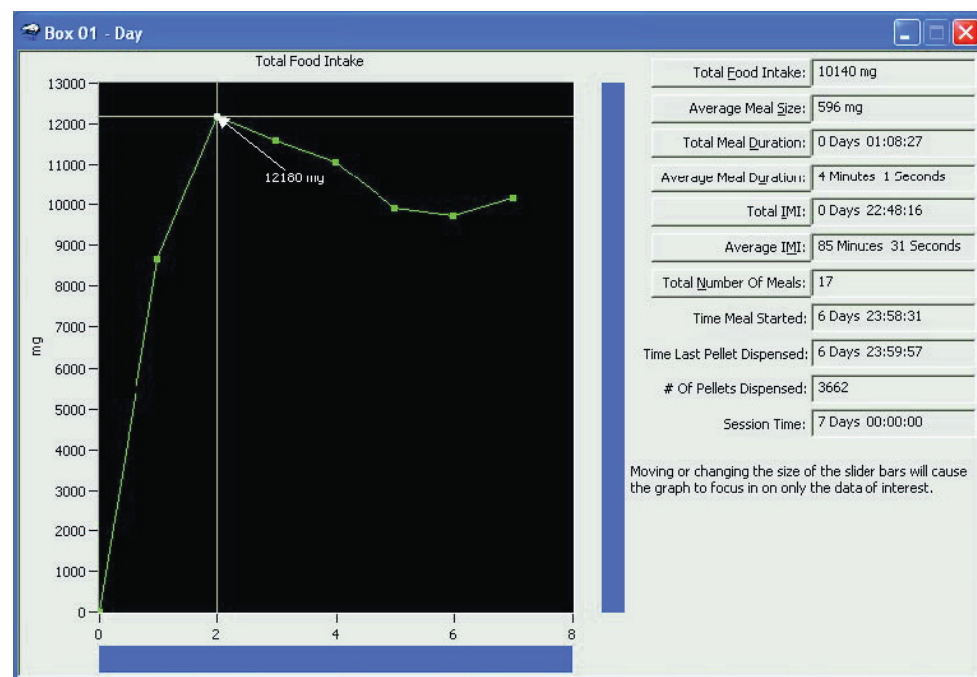 Box 01 - Day
Total Food Intake
13000
12000
11000
10000
9000
8000
7000
6000
5000
4000
3000
2000
1000
0
mg
12180 mg
0 2 4 6 8
Total Food Intake: 10140 mg
Average Meal Size: 596 mg
Total Meal Duration: 0 Days 01:08:27
Average Meal Duration: 4 Minutes 1 Seconds
Total IMI: 0 Days 22:48:16
Average IMI: 85 Minutes 31 Seconds
Total Number Of Meals: 17
Time Meal Started: 6 Days 23:58:31
Time Last Pellet Dispensed: 6 Days 23:59:57
# Of Pellets Dispensed: 3662
Session Time: 7 Days 00:00:00
Moving or changing the size of the slider bars will cause
the graph to focus in on only the data of interest.